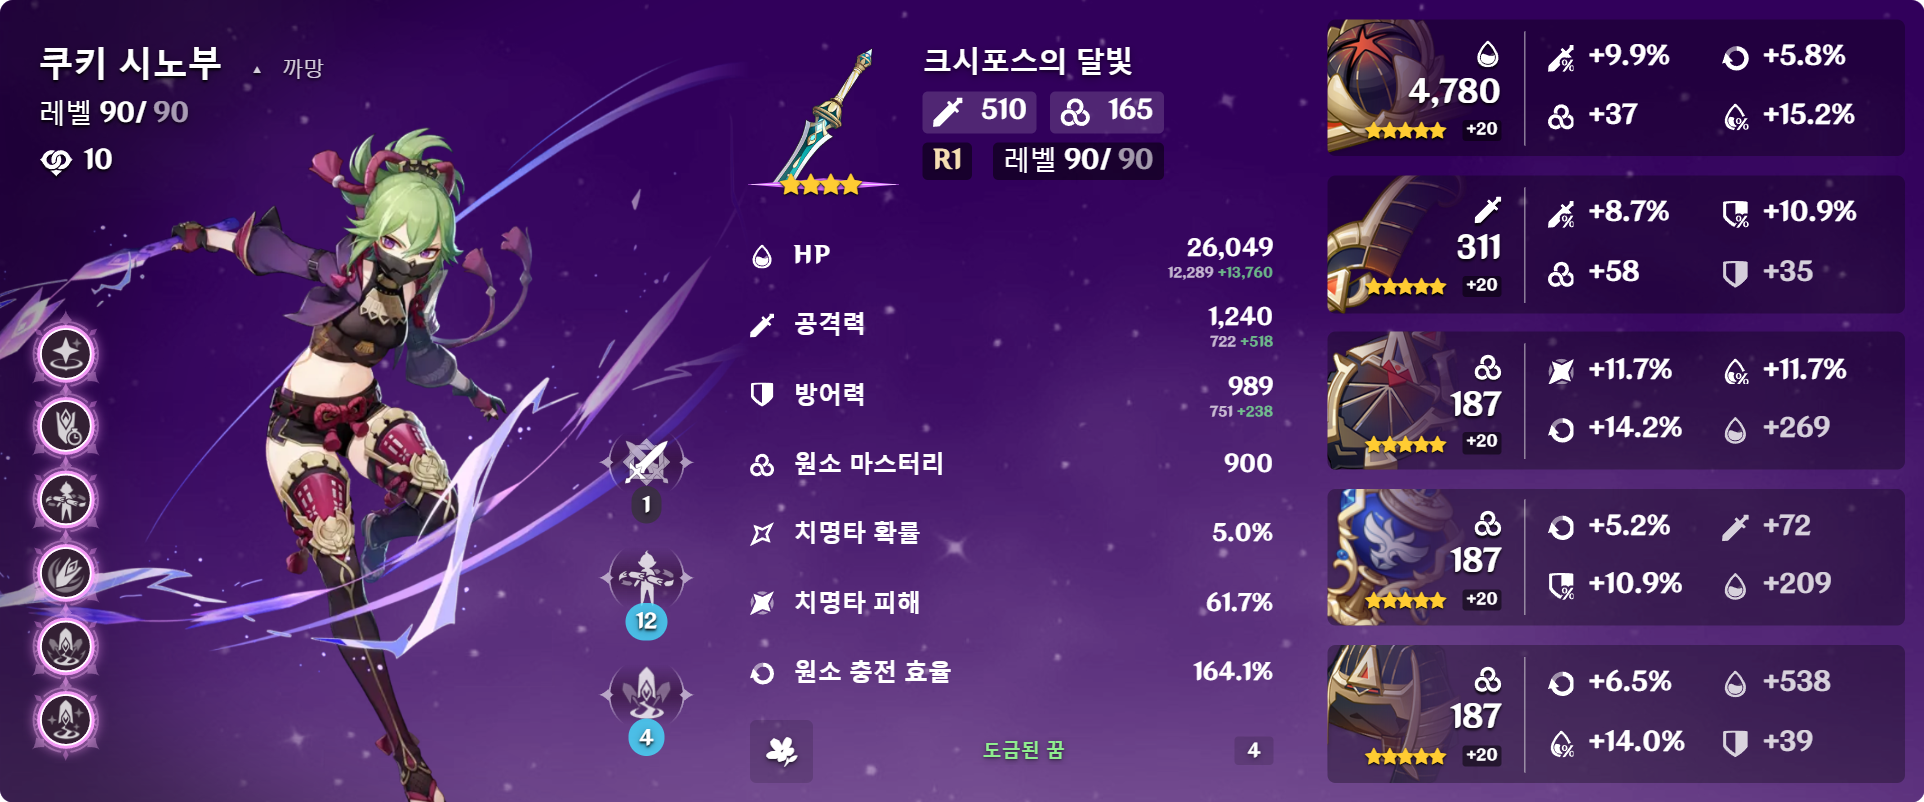 쿠키 시노부 ▲ 까망
레벨 90/ 90
10
1
12
4
크시포스의 달빛
510 165
R1 레벨 90/ 90
HP 26,049
12,289 +13,760
공격력 1,240
722 +518
방어력 989
751 +238
원소 마스터리 900
치명타 확률 5.0%
치명타 피해 61.7%
원소 충전 효율 164.1%
도금된 꿈 4
4,780
+20
+9.9% +5.8%
+37 +15.2%
311
+20
+8.7% +10.9%
+58 +35
187
+20
+11.7% +11.7%
+14.2% +269
187
+20
+5.2% +72
+10.9% +209
187
+20
+6.5% +538
+14.0% +39